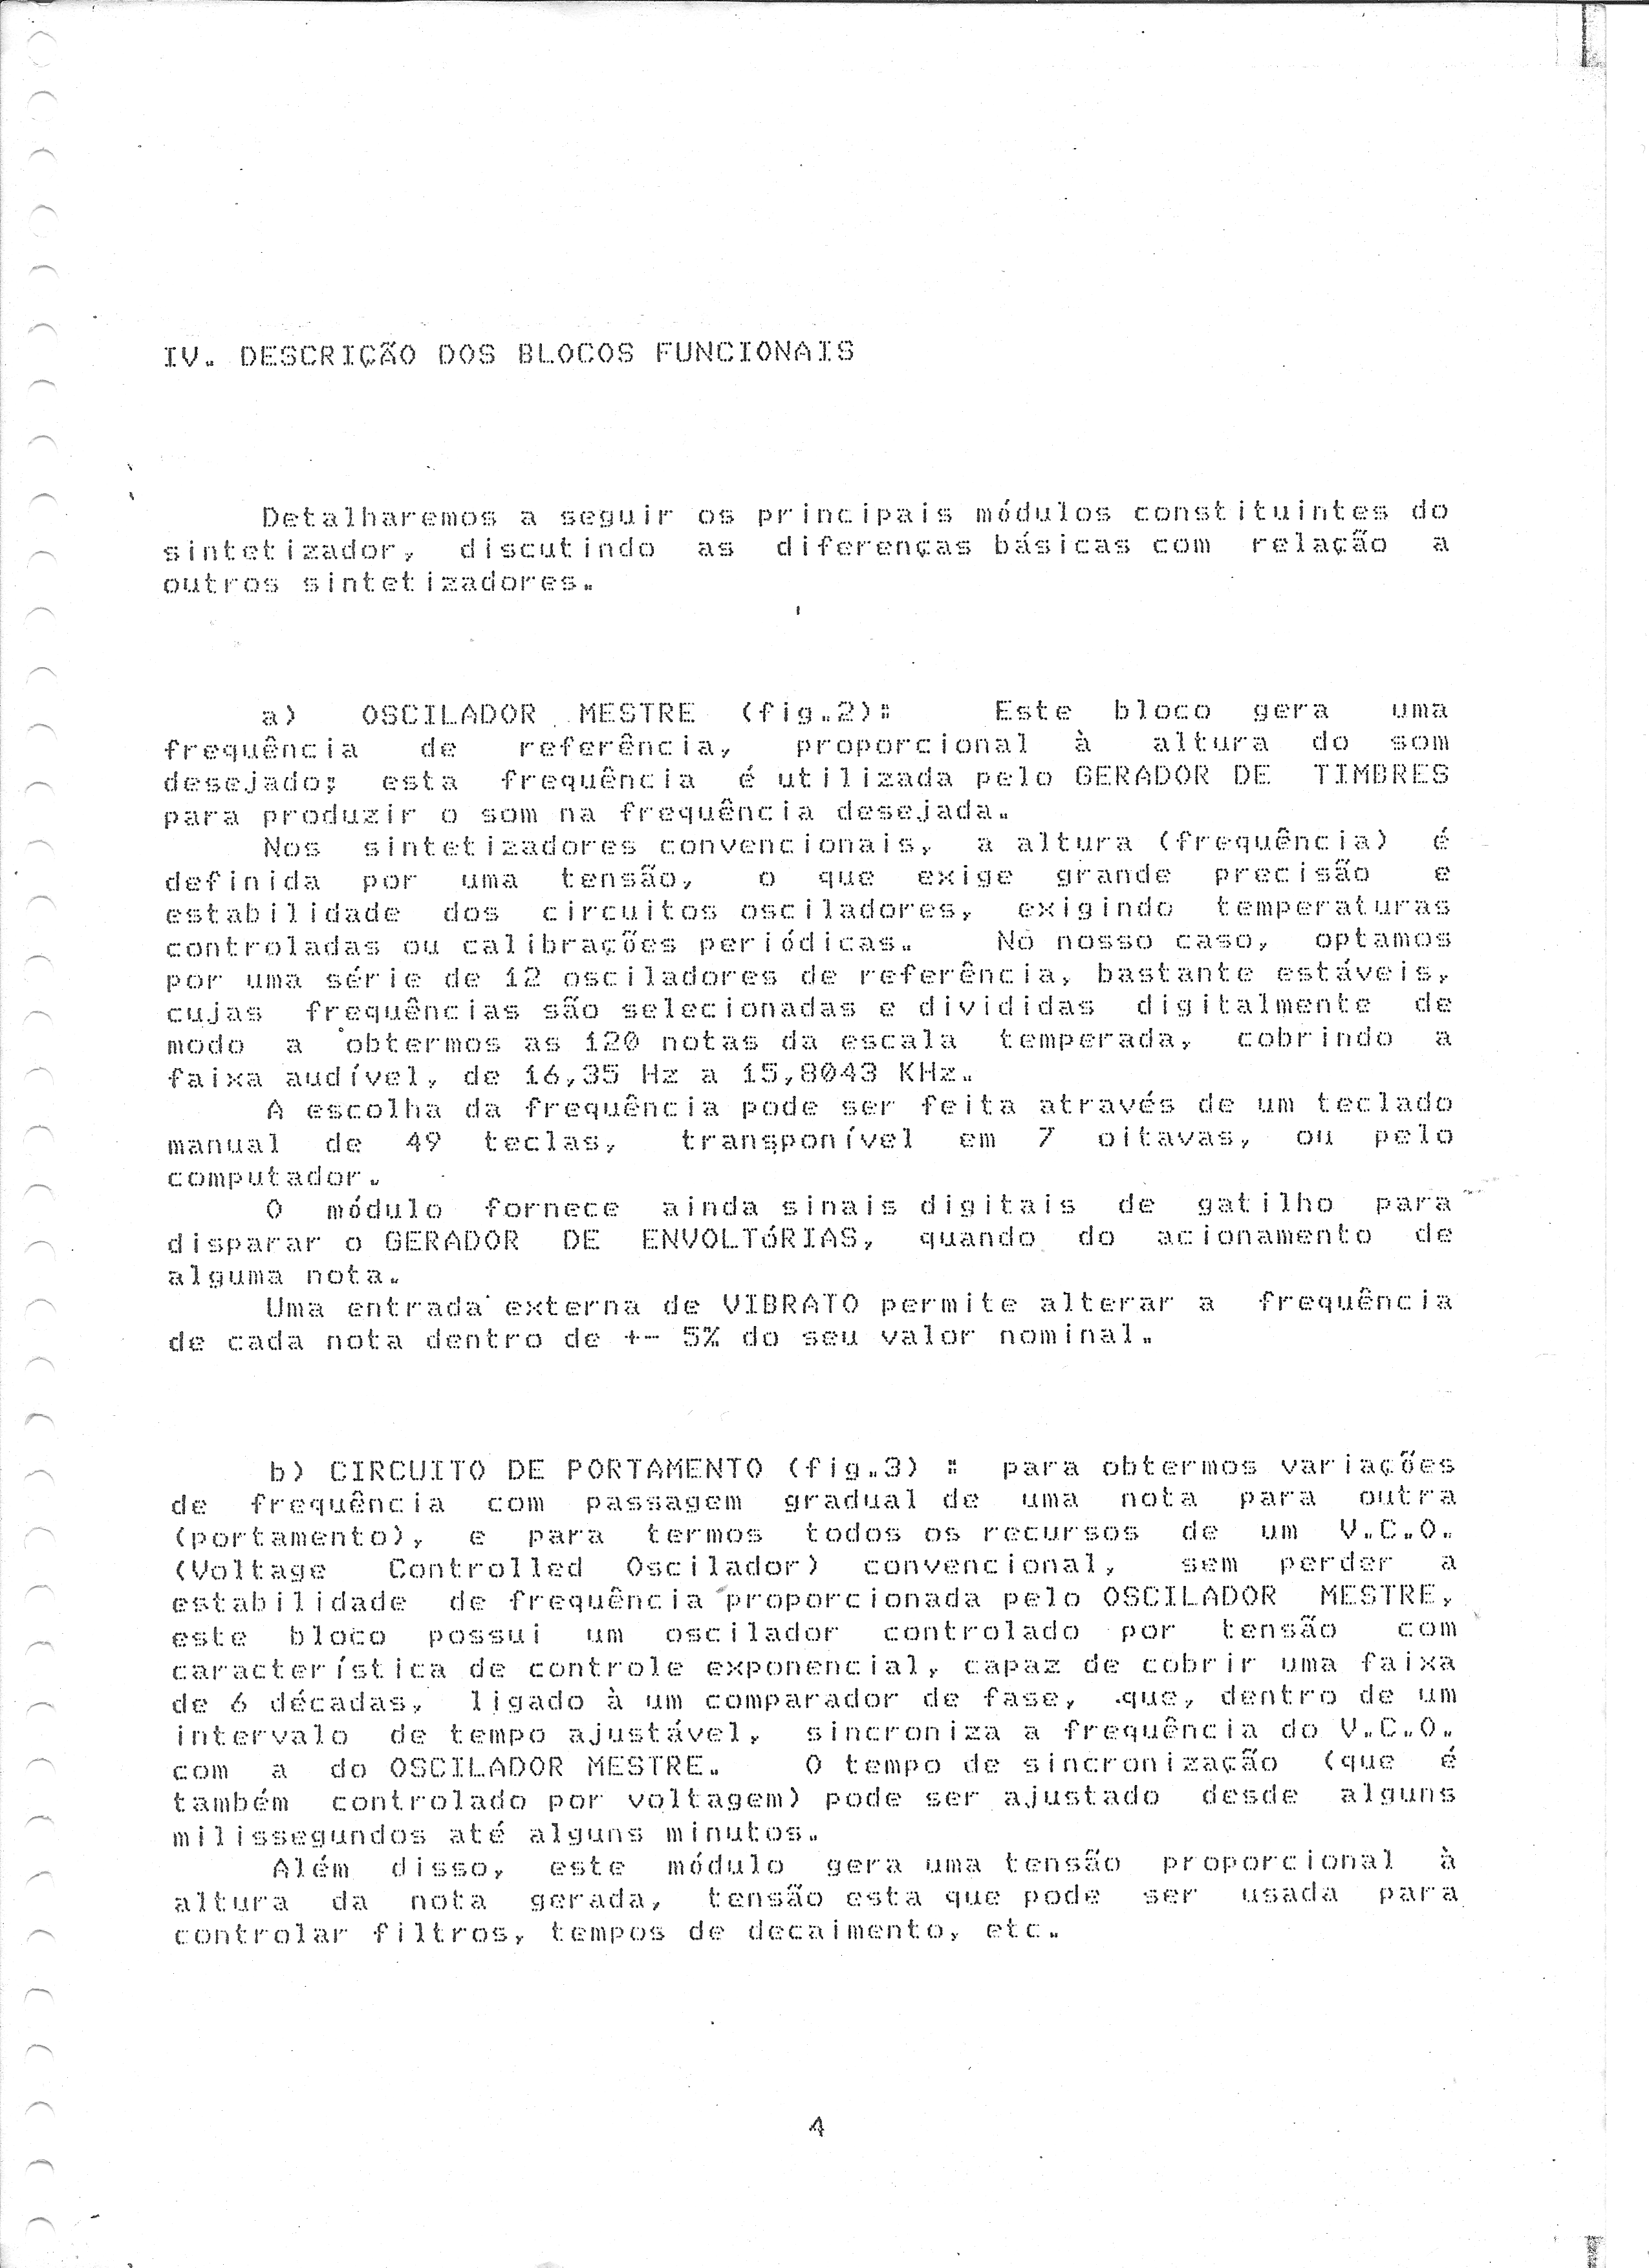 IV. DESCRIÇÃO DOS BLOCOS FUNCIONAIS
Detalharemos a seguir os principais módulos constituintes do
sintetizador, discutindo as diferenças básicas com relação a
outros sintetizadores.
a) OSCILADOR MESTRE (fig.2): Este bloco gera uma
frequência de referência, proporcional à altura do som
desejado; esta frequência é utilizada pelo GERADOR DE TIMBRES
para produzir o som na frequência desejada.
Nos sintetizadores convencionais, a altura (frequência) é
definida por uma tensão, o que exige grande precisão e
estabilidade dos circuitos osciladores, exigindo temperaturas
controladas ou calibrações periódicas. No nosso caso, optamos
por uma série de 12 osciladores de referência, bastante estáveis,
cujas frequências são selecionadas e divididas digitalmente de
modo a obtermos as 120 notas da escala temperada, cobrindo a
faixa audível, de 16,35 Hz a 15,8043 KHz.
A escolha da frequência pode ser feita através de um teclado
manual de 49 teclas, transponível em 7 oitavas, ou pelo
computador.
O módulo fornece ainda sinais digitais de gatilho para
disparar o GERADOR DE ENVOLTóRIAS, quando do acionamento de
alguma nota.
Uma entrada externa de VIBRATO permite alterar a frequência
de cada nota dentro de +- 5% do seu valor nominal.
b) CIRCUITO DE PORTAMENTO (fig.3) : para obtermos variações
de frequência com passagem gradual de uma nota para outra
(portamento), e para termos todos os recursos de um V.C.O.
(Voltage Controlled Oscilador) convencional, sem perder a
estabilidade de frequência proporcionada pelo OSCILADOR MESTRE,
este bloco possui um oscilador controlado por tensão com
característica de controle exponencial, capaz de cobrir uma faixa
de 6 décadas, ligado à um comparador de fase, que, dentro de um
intervalo de tempo ajustável, sincroniza a frequência do V.C.O.
com a do OSCILADOR MESTRE. O tempo de sincronização (que é
também controlado por voltagem) pode ser ajustado desde alguns
milissegundos até alguns minutos.
Além disso, este módulo gera uma tensão proporcional à
altura da nota gerada, tensão esta que pode ser usada para
controlar filtros, tempos de decaimento, etc.
4